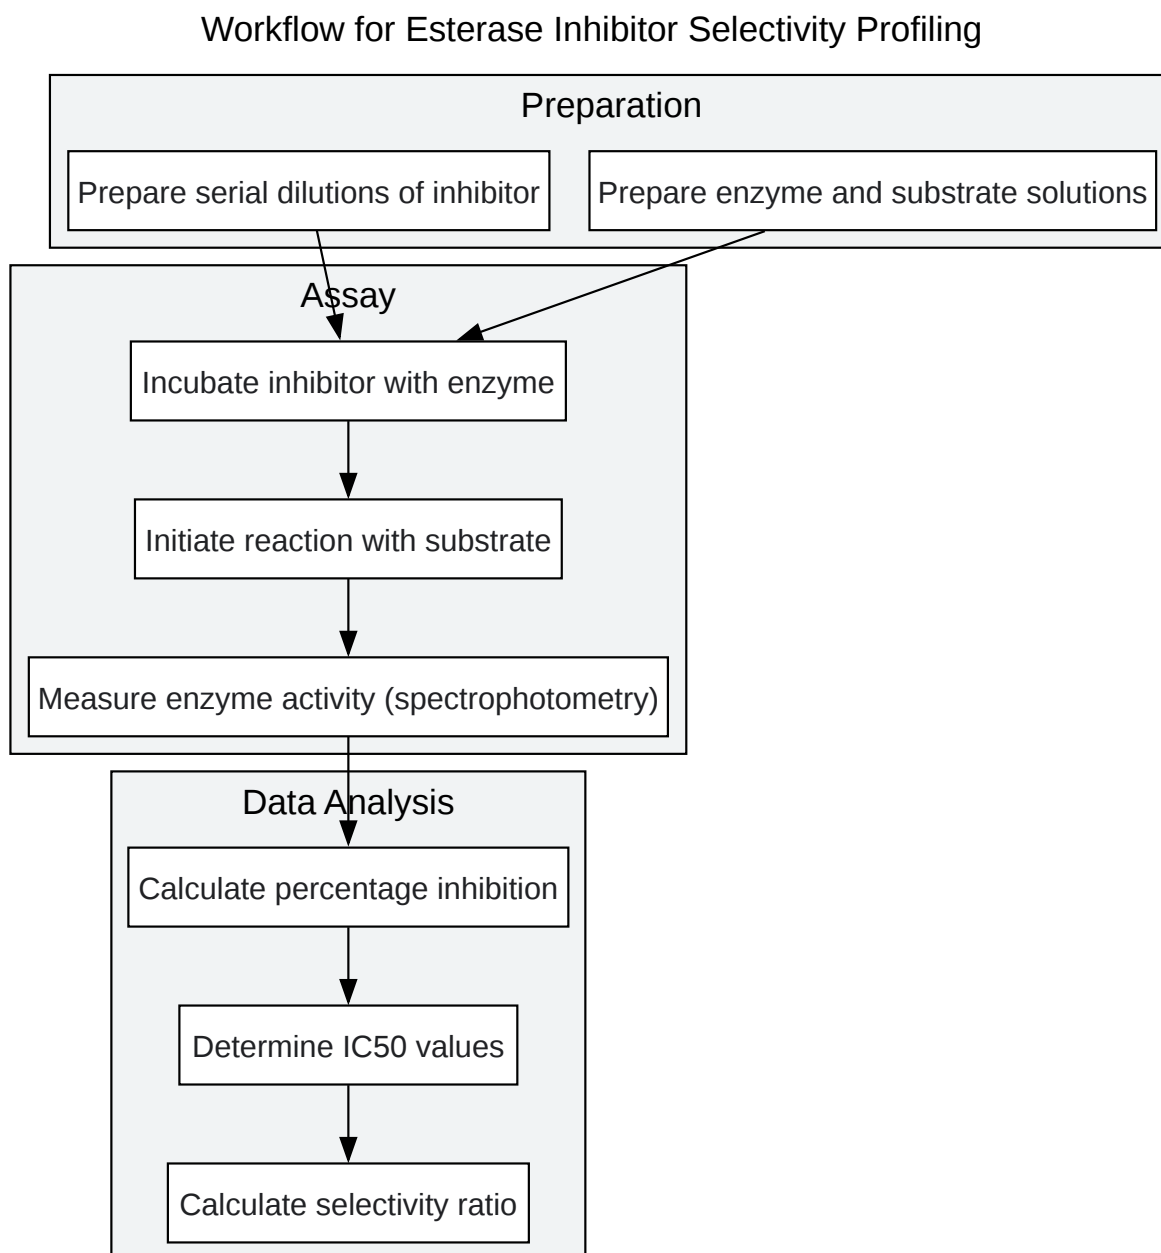 Workflow for Esterase Inhibitor Selectivity Profiling
Preparation
Prepare serial dilutions of inhibitor
Prepare enzyme and substrate solutions
Assay
Incubate inhibitor with enzyme
Initiate reaction with substrate
Measure enzyme activity (spectrophotometry)
Data Analysis
Calculate percentage inhibition
Determine IC50 values
Calculate selectivity ratio